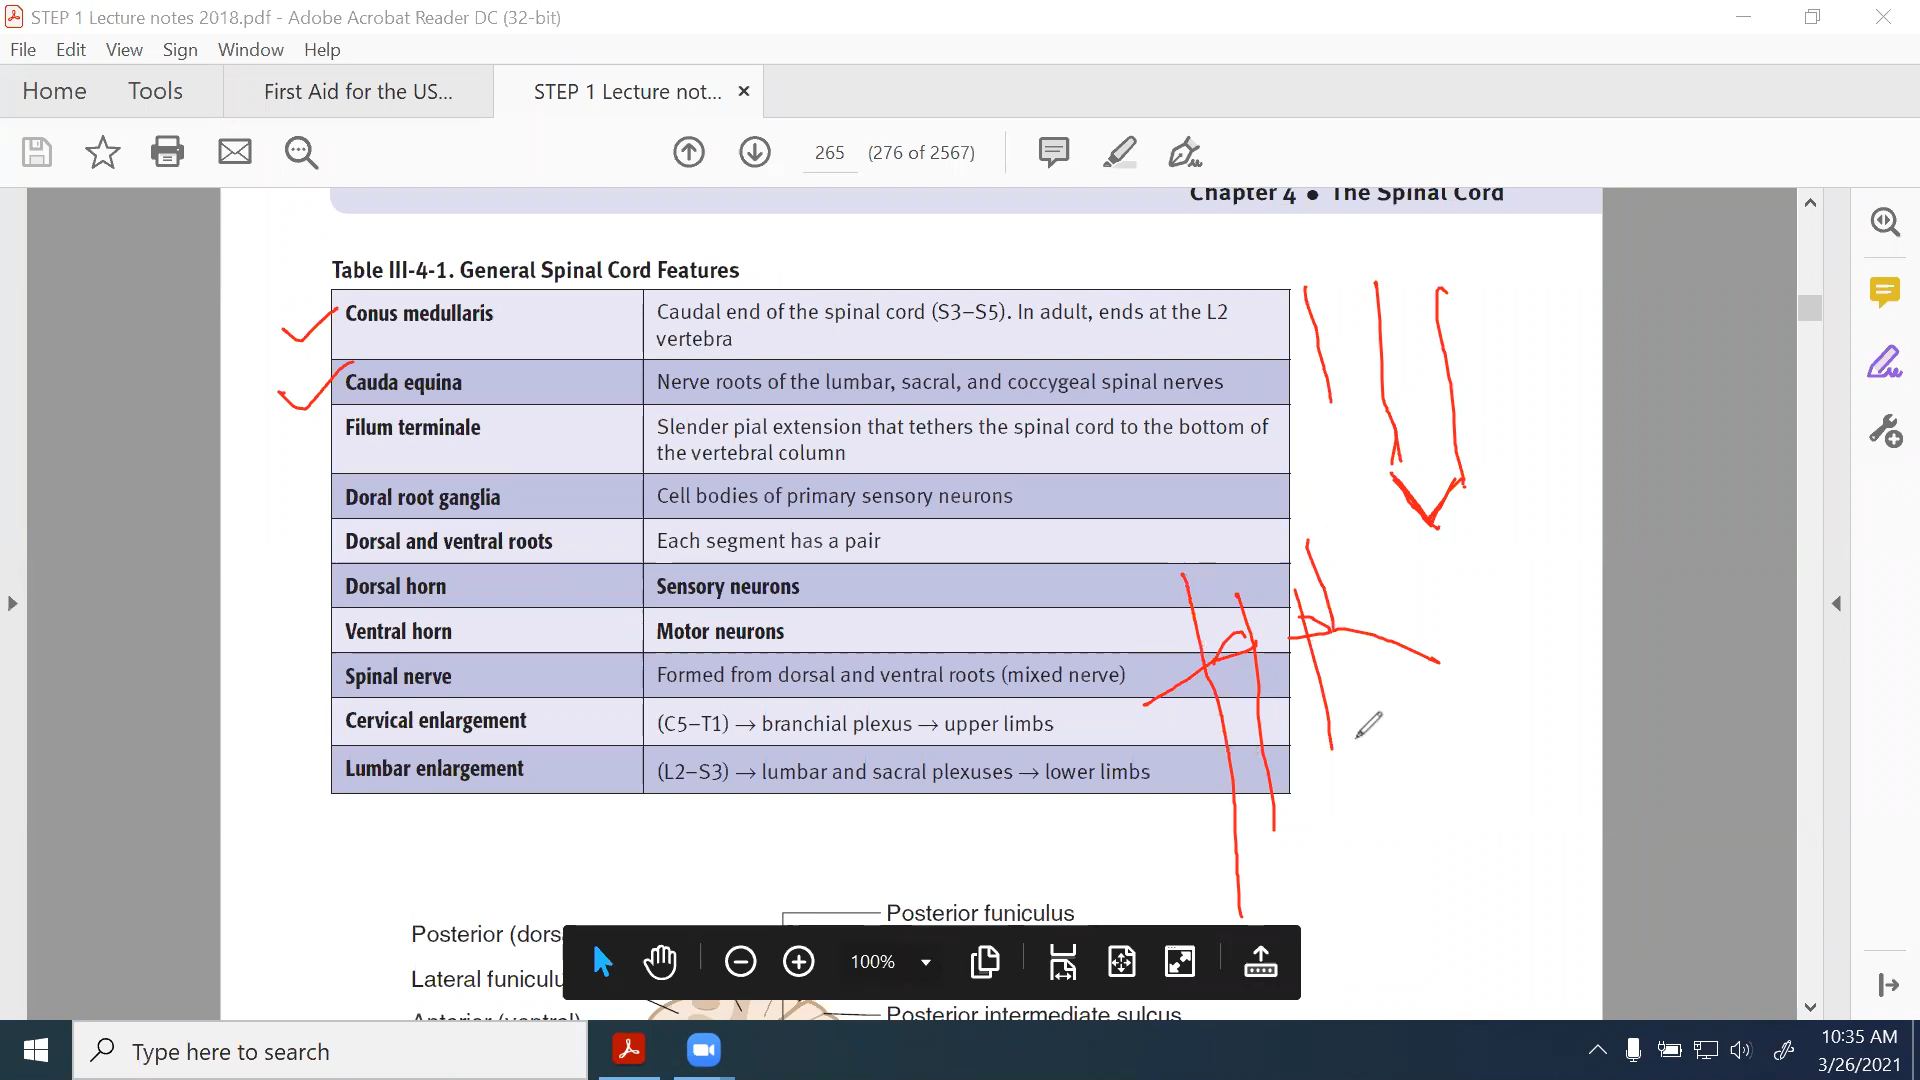 STEP 1 Lecture notes 2018.pdf - Adobe Acrobat Reader DC (32-bit)
File Edit View Sign Window Help
Home Tools First Aid for the US... STEP 1 Lecture not... ×
265 (276 of 2567)
Chapter 4 • The Spinal Cord
Table III-4-1. General Spinal Cord Features
Conus medullaris Caudal end of the spinal cord (S3–S5). In adult, ends at the L2
vertebra
Cauda equina Nerve roots of the lumbar, sacral, and coccygeal spinal nerves
Filum terminale Slender pial extension that tethers the spinal cord to the bottom of
the vertebral column
Doral root ganglia Cell bodies of primary sensory neurons
Dorsal and ventral roots Each segment has a pair
Dorsal horn Sensory neurons
Ventral horn Motor neurons
Spinal nerve Formed from dorsal and ventral roots (mixed nerve)
Cervical enlargement (C5–T1) → branchial plexus → upper limbs
Lumbar enlargement (L2–S3) → lumbar and sacral plexuses → lower limbs
Posterior funiculus
Posterior (dors
Lateral funiculu
100%
Anterior (ventral)
Posterior intermediate sulcus
Type here to search
10:35 AM
3/26/2021